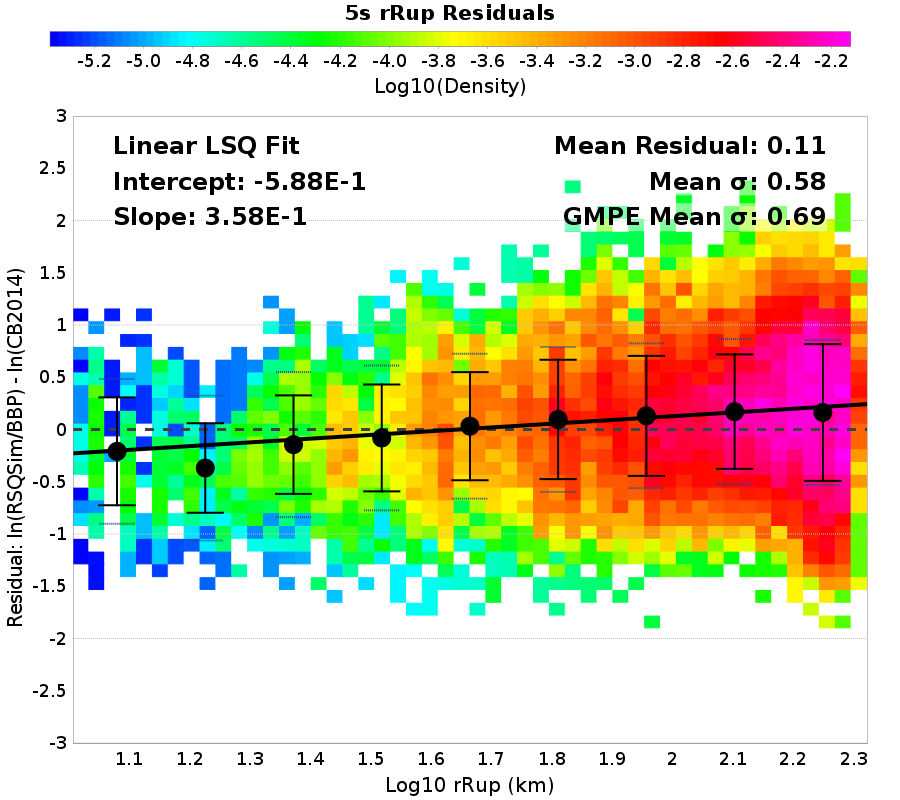 5s rRup Residuals
-5.2 -5.0 -4.8 -4.6 -4.4 -4.2 -4.0 -3.8 -3.6 -3.4 -3.2 -3.0 -2.8 -2.6 -2.4 -2.2
Log10(Density)
Linear LSQ Fit
Intercept: -5.88E-1
Slope: 3.58E-1
Mean Residual: 0.11
Mean σ: 0.58
GMPE Mean σ: 0.69
Residual: ln(RSQSim/BBP) - ln(CB2014)
3
2.5
2
1.5
1
0.5
0
-0.5
-1
-1.5
-2
-2.5
-3
1.1 1.2 1.3 1.4 1.5 1.6 1.7 1.8 1.9 2 2.1 2.2 2.3
Log10 rRup (km)